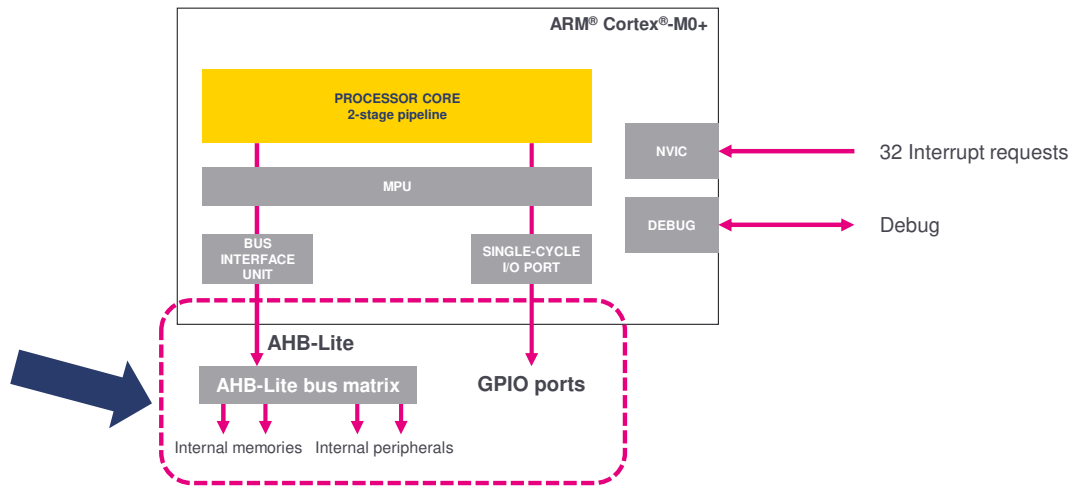 ARM® Cortex®-M0+
PROCESSOR CORE
2-stage pipeline
NVIC
32 Interrupt requests
MPU
DEBUG
Debug
BUS
INTERFACE
UNIT
SINGLE-CYCLE
I/O PORT
AHB-Lite
AHB-Lite bus matrix
GPIO ports
Internal memories
Internal peripherals